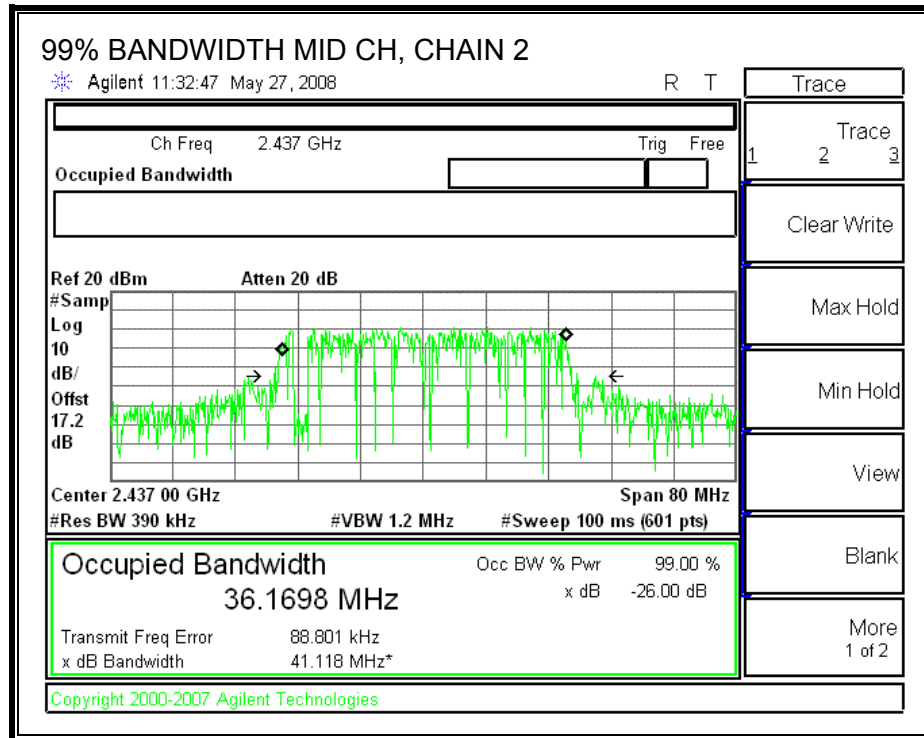 99% BANDWIDTH MID CH, CHAIN 2
Agilent 11:32:47 May 27, 2008 R T
Trace
Ch Freq 2.437 GHz Trig Free
Occupied Bandwidth
Trace
1 2 3
Clear Write
Max Hold
Min Hold
View
Blank
More
1 of 2
Ref 20 dBm Atten 20 dB
#Samp
Log
10
dB/
Offst
17.2
dB
Center 2.437 00 GHz Span 80 MHz
#Res BW 390 kHz #VBW 1.2 MHz #Sweep 100 ms (601 pts)
Occupied Bandwidth Occ BW % Pwr 99.00 %
36.1698 MHz x dB -26.00 dB
Transmit Freq Error 88.801 kHz
x dB Bandwidth 41.118 MHz*
Copyright 2000-2007 Agilent Technologies